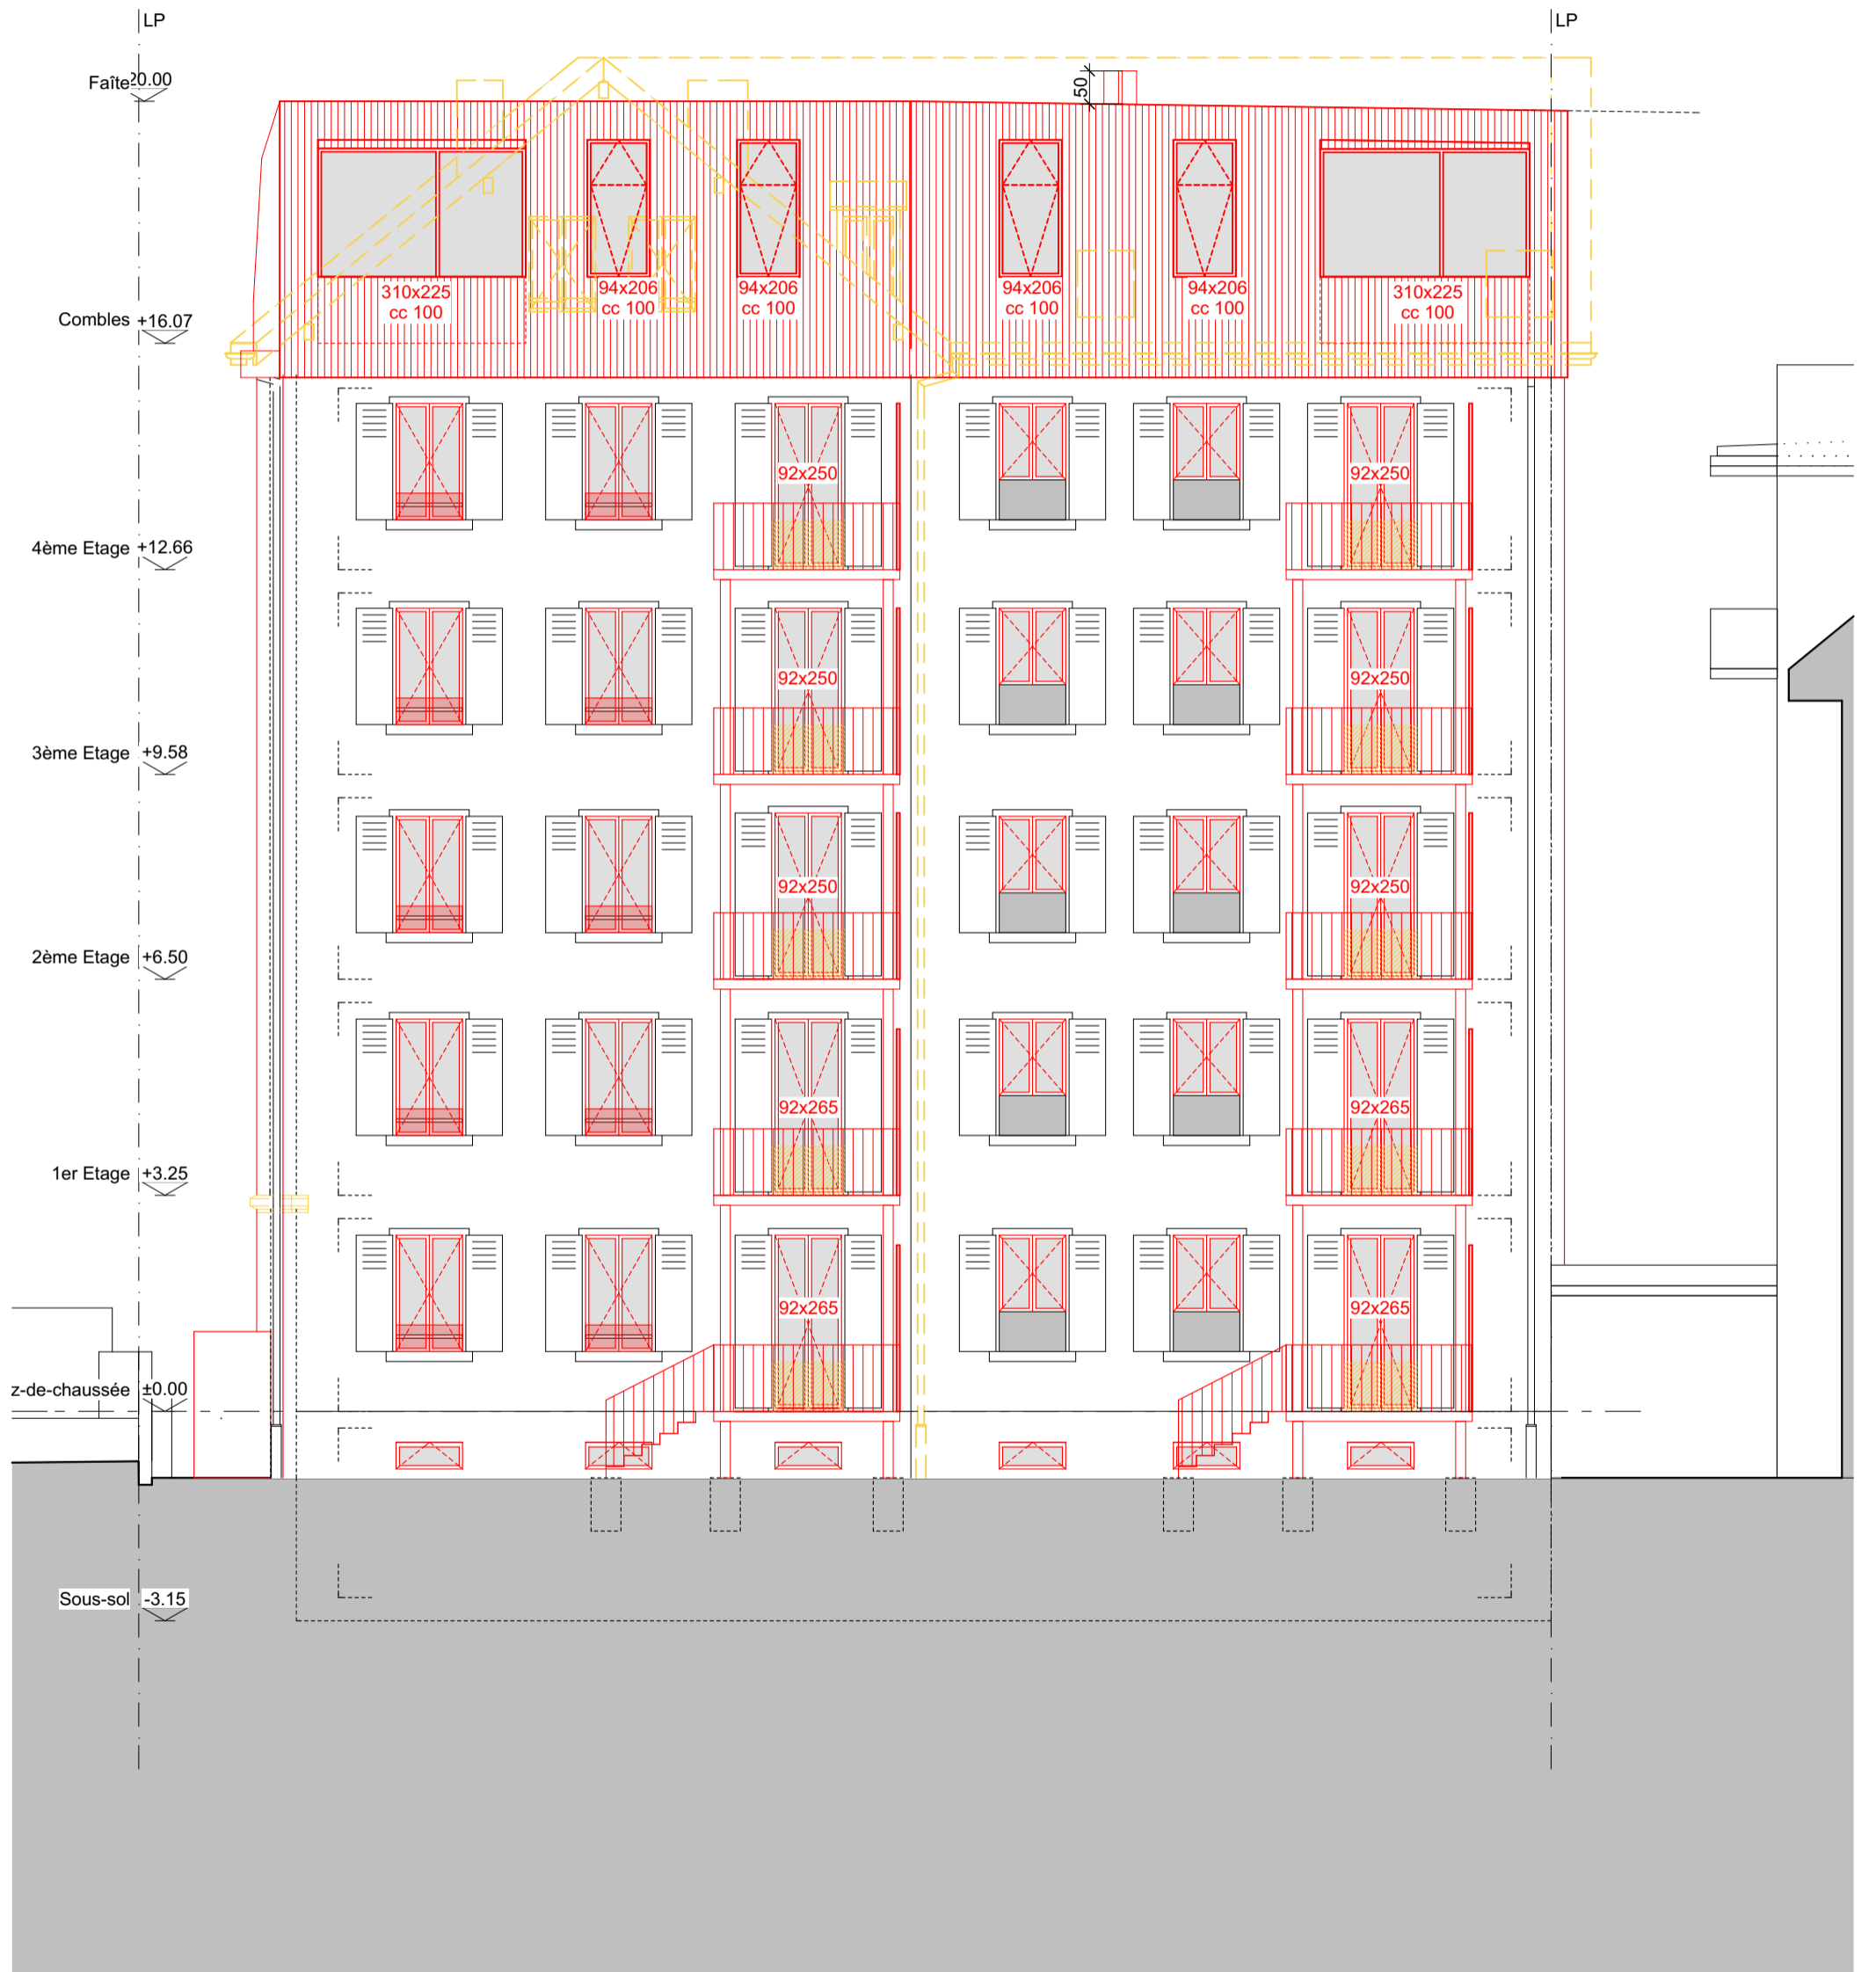 LP
LP
Faîte 20.00
50
310x225
cc 100
94x206
cc 100
94x206
cc 100
94x206
cc 100
94x206
cc 100
310x225
cc 100
Combles +16.07
92x250
92x250
4ème Etage +12.66
92x250
92x250
3ème Etage +9.58
92x250
92x250
2ème Etage +6.50
92x265
92x265
1er Etage +3.25
92x265
92x265
z-de-chaussée ±0.00
Sous-sol -3.15